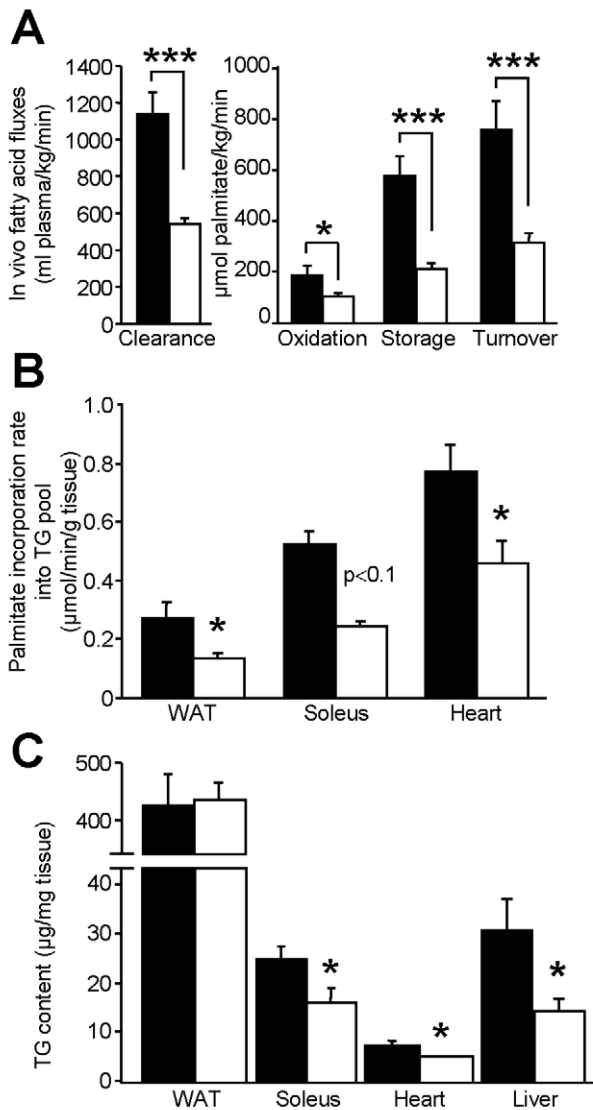 A
In vivo fatty acid fluxes
(ml plasma/kg/min)
1400
1200
1000
800
600
400
200
0
***
Clearance
µmol palmitate/kg/min
1000
800
600
400
200
0
*
***
***
Oxidation Storage Turnover
B
Palmitate incorporation rate
into TG pool
(µmol/min/g tissue)
1.0
0.8
0.6
0.4
0.2
0
*
p<0.1
*
WAT Soleus Heart
C
TG content (µg/mg tissue)
500
400
40
30
20
10
0
*
*
*
WAT Soleus Heart Liver